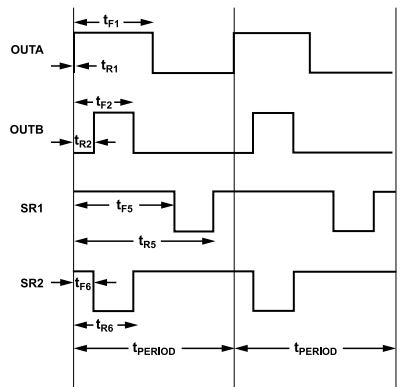 tF1
OUTA
tR1
tF2
OUTB
tR2
SR1
tF5
tR5
SR2
tF6
tR6
tPERIOD tPERIOD